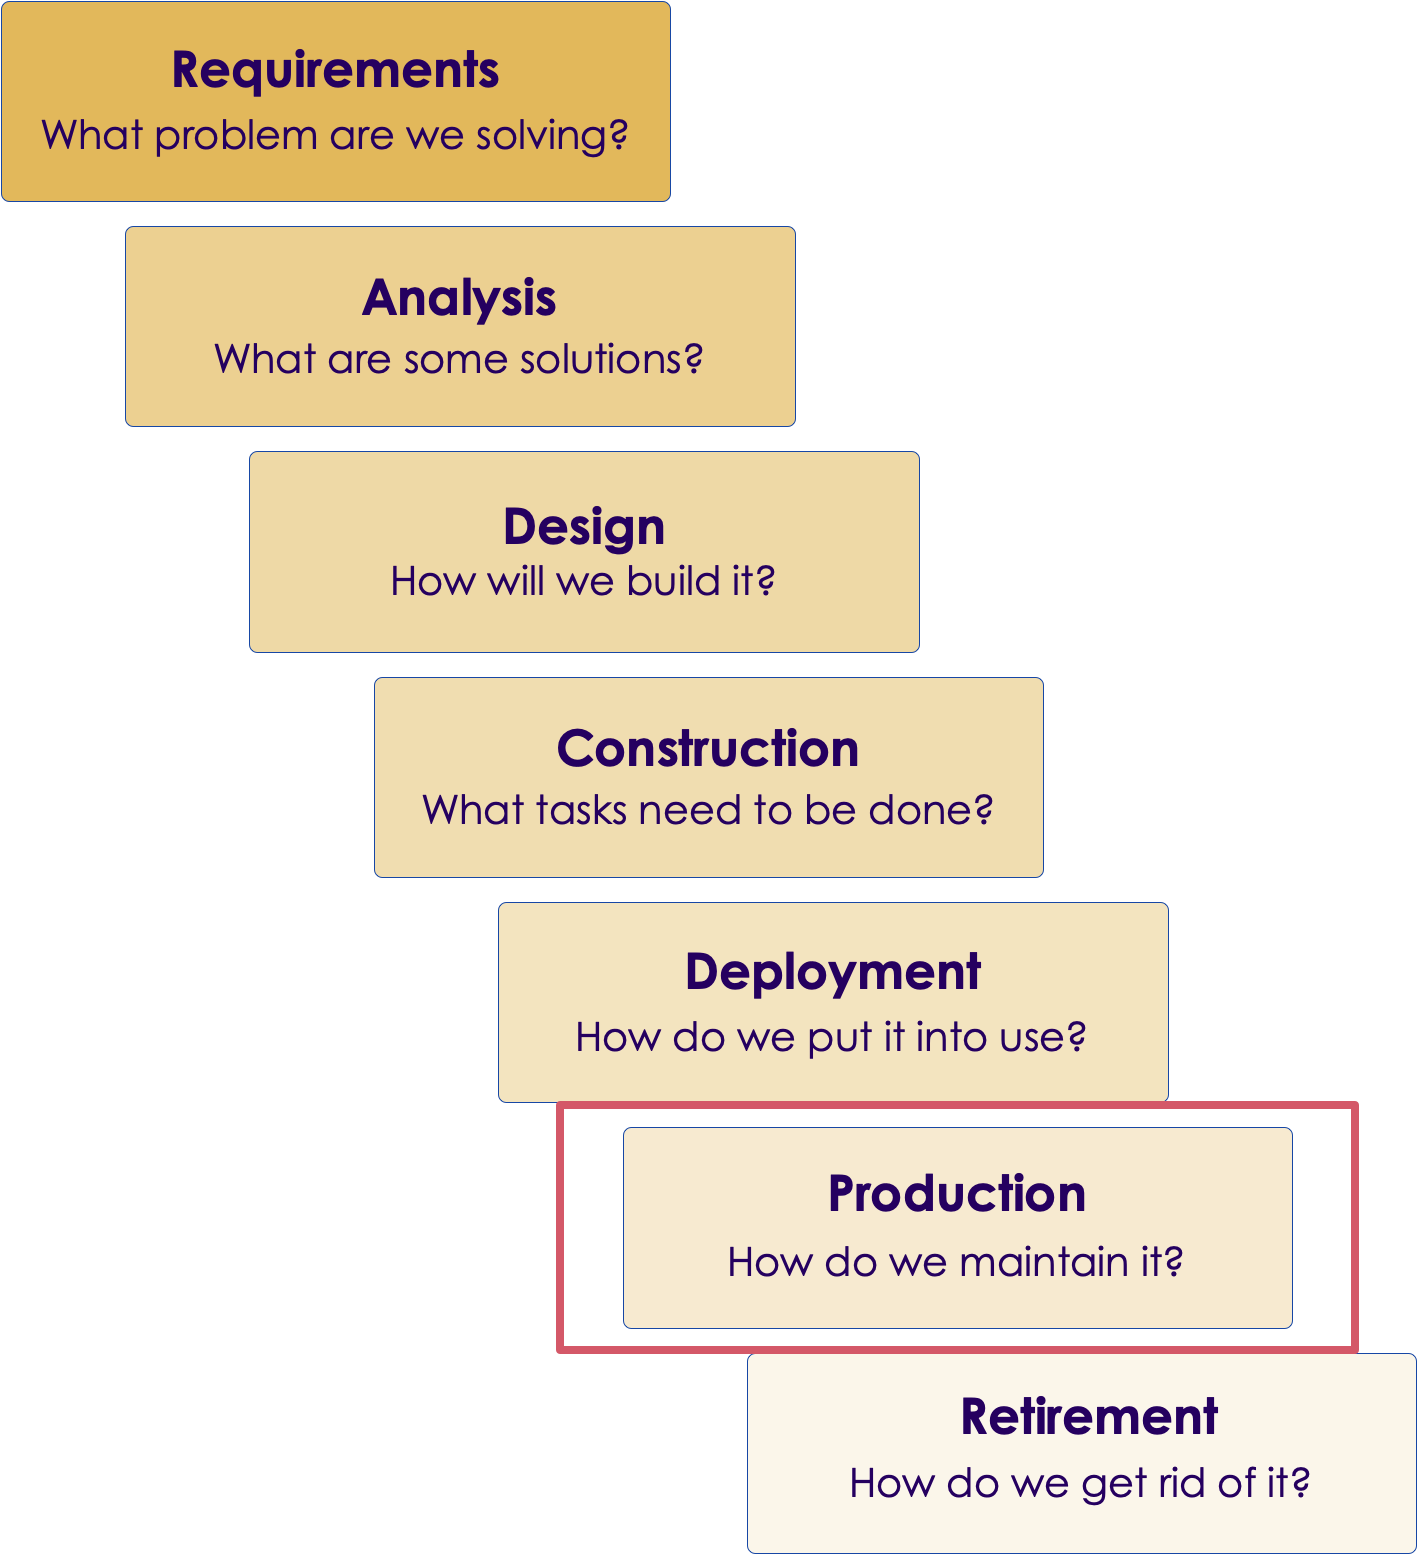 Requirements
What problem are we solving?
Analysis
What are some solutions?
Design
How will we build it?
Construction
What tasks need to be done?
Deployment
How do we put it into use?
Production
How do we maintain it?
Retirement
How do we get rid of it?